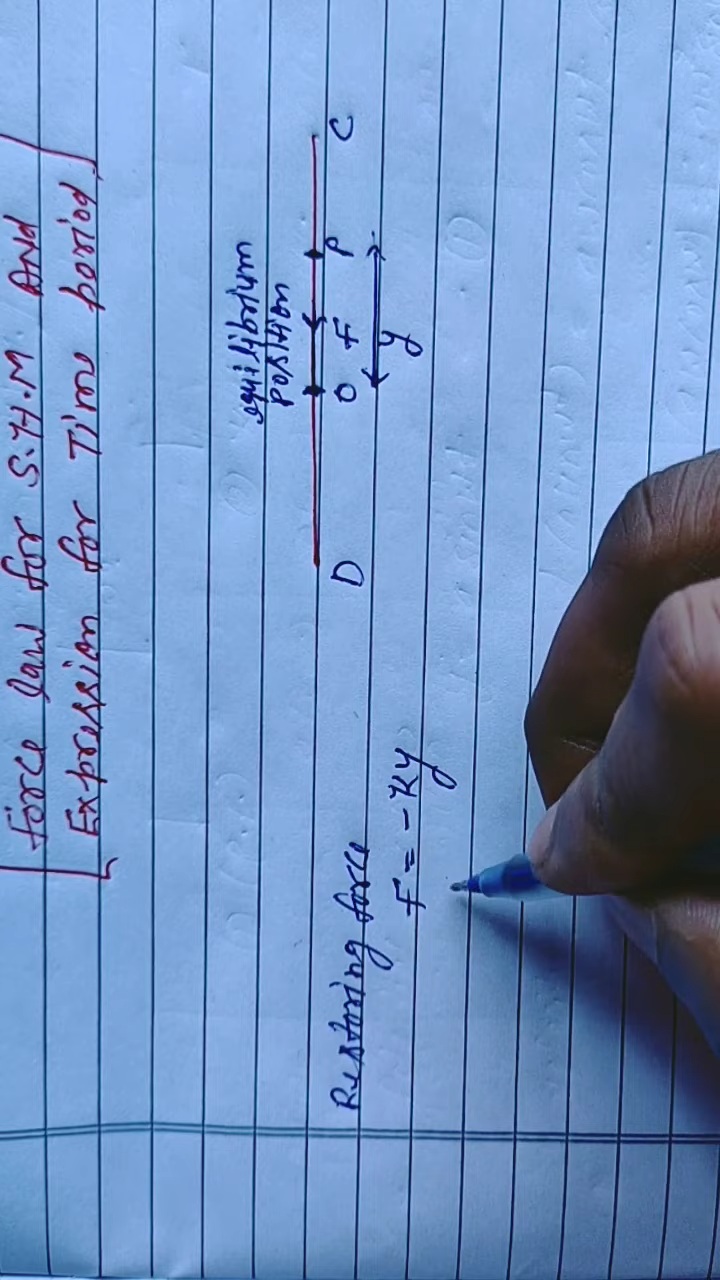 Force law for S.H.M AND
Expression for Time period
equilibrium
position
D O F P C
y
Restoring force
F = -Ky